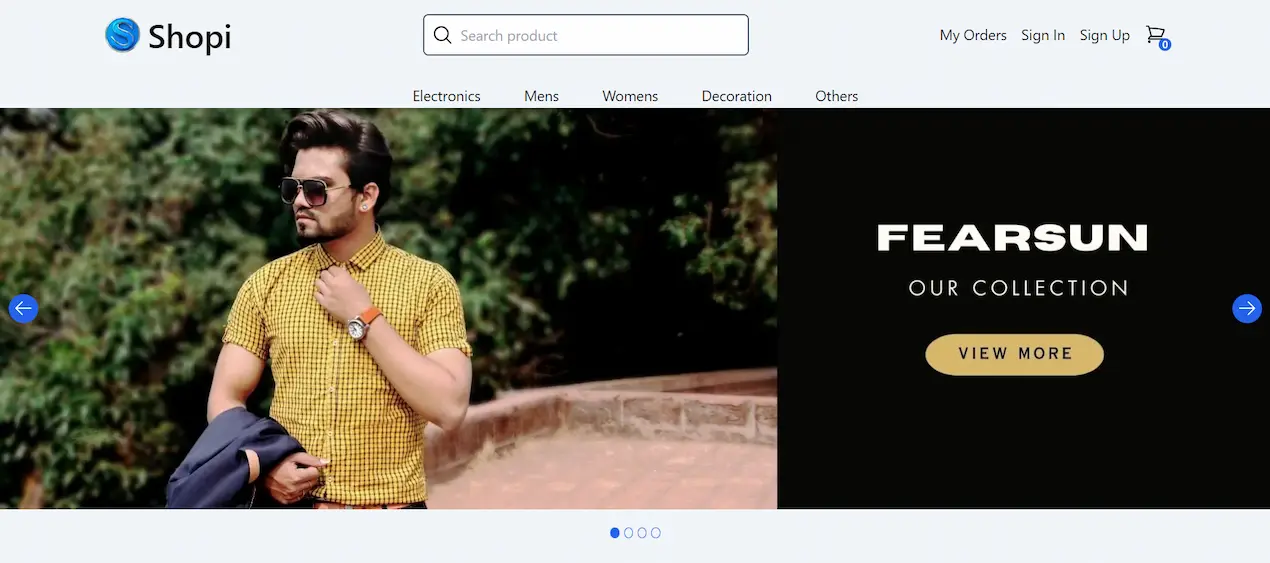 Shopi
Search product
My Orders Sign In Sign Up 0
Electronics Mens Womens Decoration Others
FEARSUN
OUR COLLECTION
VIEW MORE